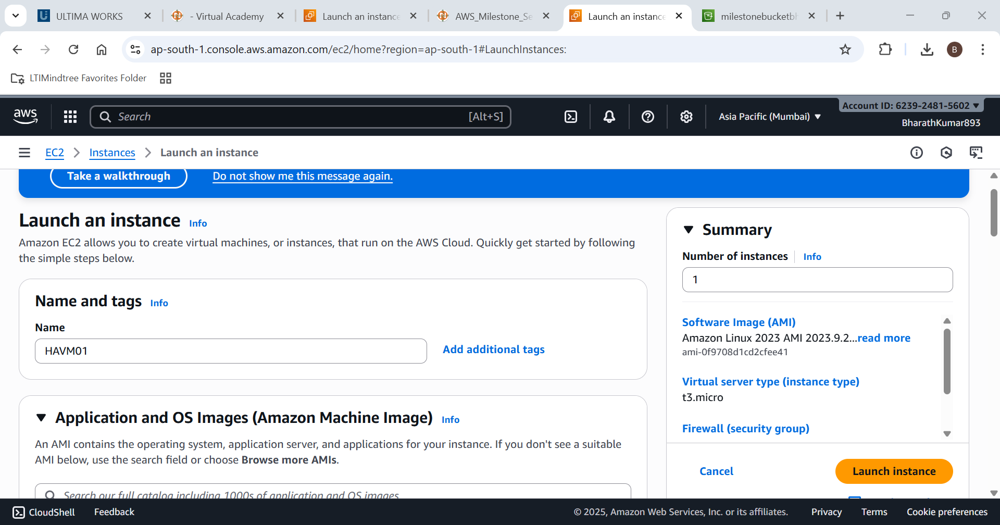 ULTIMA WORKS
- Virtual Academy
Launch an instance
AWS_Milestone_Se
Launch an instance
milestonebucketbh
ap-south-1.console.aws.amazon.com/ec2/home?region=ap-south-1#LaunchInstances:
B
LTIMindtree Favorites Folder
aws
Search
[Alt+S]
Asia Pacific (Mumbai)
Account ID: 6239-2481-5602
BharathKumar893
EC2
Instances
Launch an instance
Take a walkthrough
Do not show me this message again.
Launch an instance
Info
Amazon EC2 allows you to create virtual machines, or instances, that run on the AWS Cloud. Quickly get started by following
the simple steps below.
Name and tags
Info
Name
HAVM01
Add additional tags
Application and OS Images (Amazon Machine Image)
Info
An AMI contains the operating system, application server, and applications for your instance. If you don't see a suitable
AMI below, use the search field or choose Browse more AMIs.
Search our full catalog including 1000s of application and OS images
Summary
Number of instances
Info
1
Software Image (AMI)
Amazon Linux 2023 AMI 2023.9.2...read more
ami-0f9708d1cd2cfee41
Virtual server type (instance type)
t3.micro
Firewall (security group)
Cancel
Launch instance
CloudShell
Feedback
© 2025, Amazon Web Services, Inc. or its affiliates.
Privacy
Terms
Cookie preferences